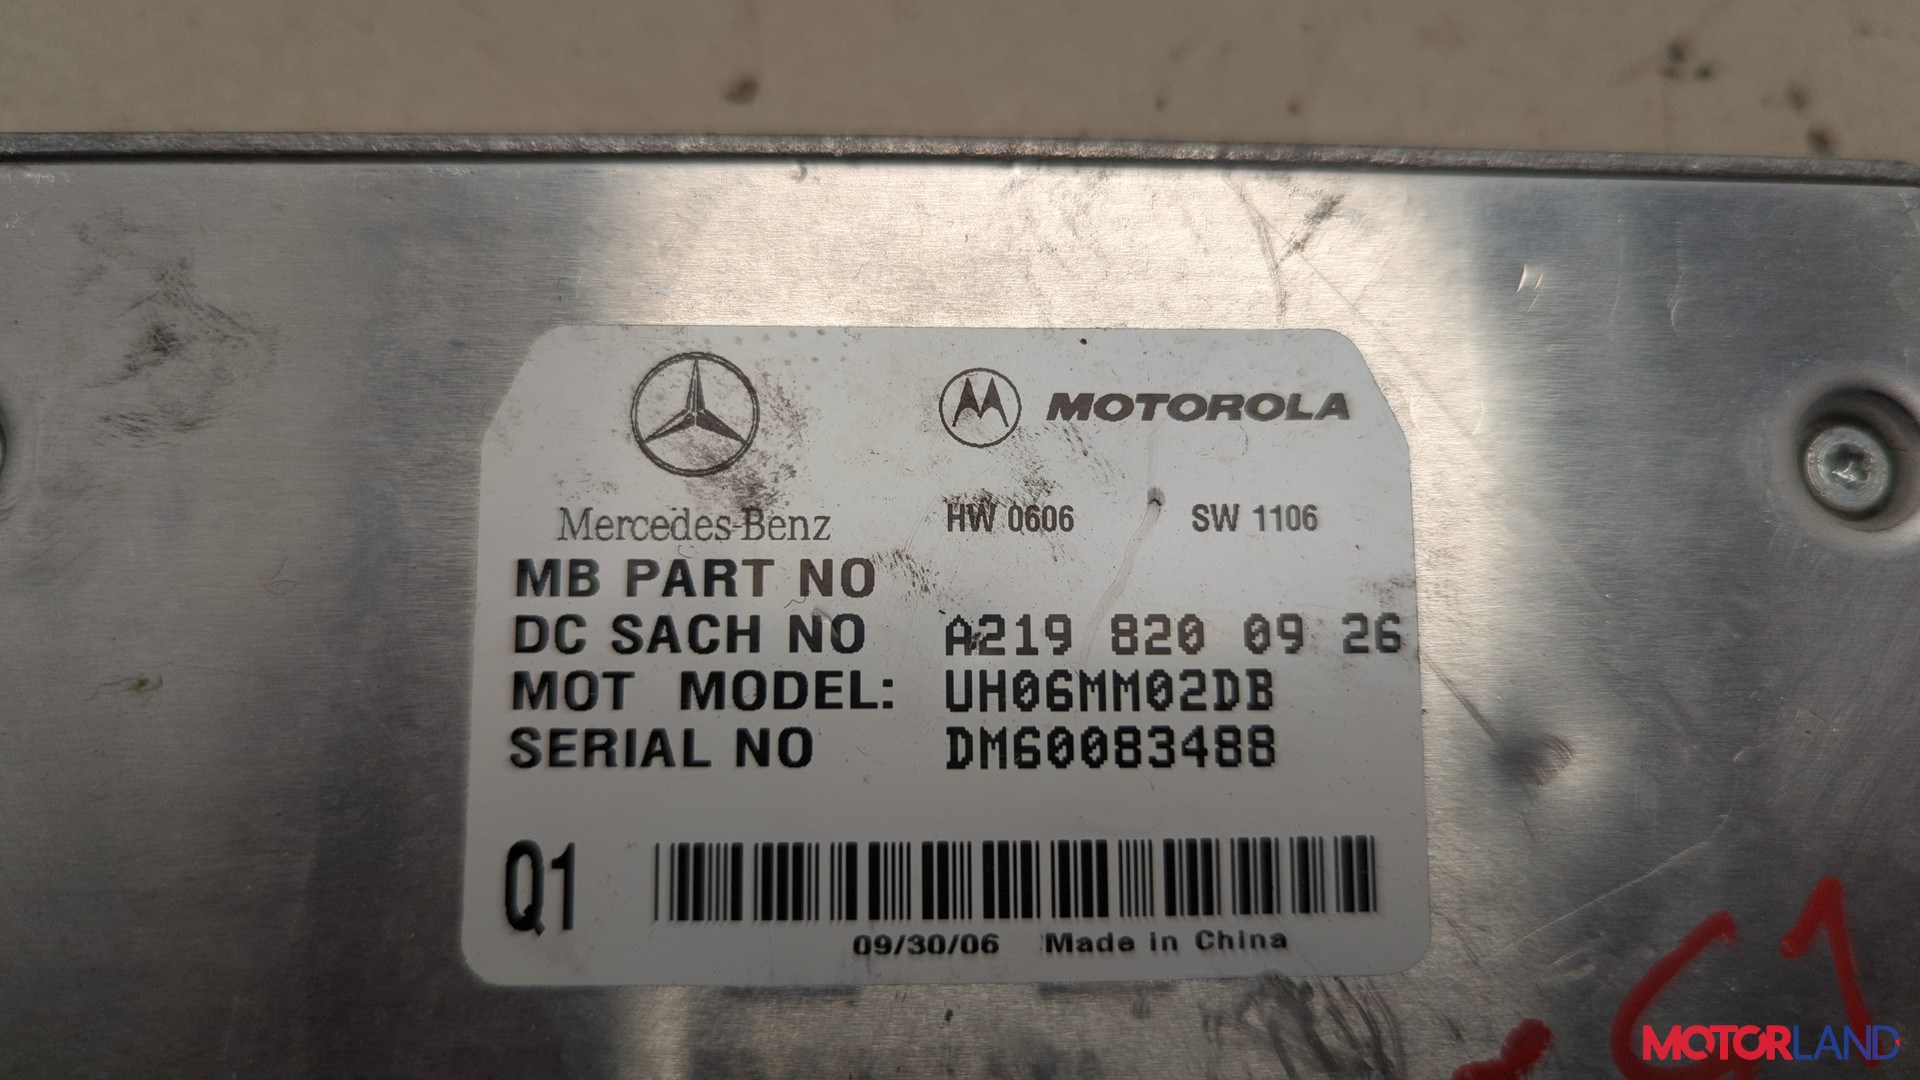 MOTOROLA
Mercedes-Benz HW 0606 SW 1106
MB PART NO
DC SACH NO A219 820 09 26
MOT MODEL: UH06MM02DB
SERIAL NO DM60083488
Q1
09/30/06 Made in China
MOTORLAND